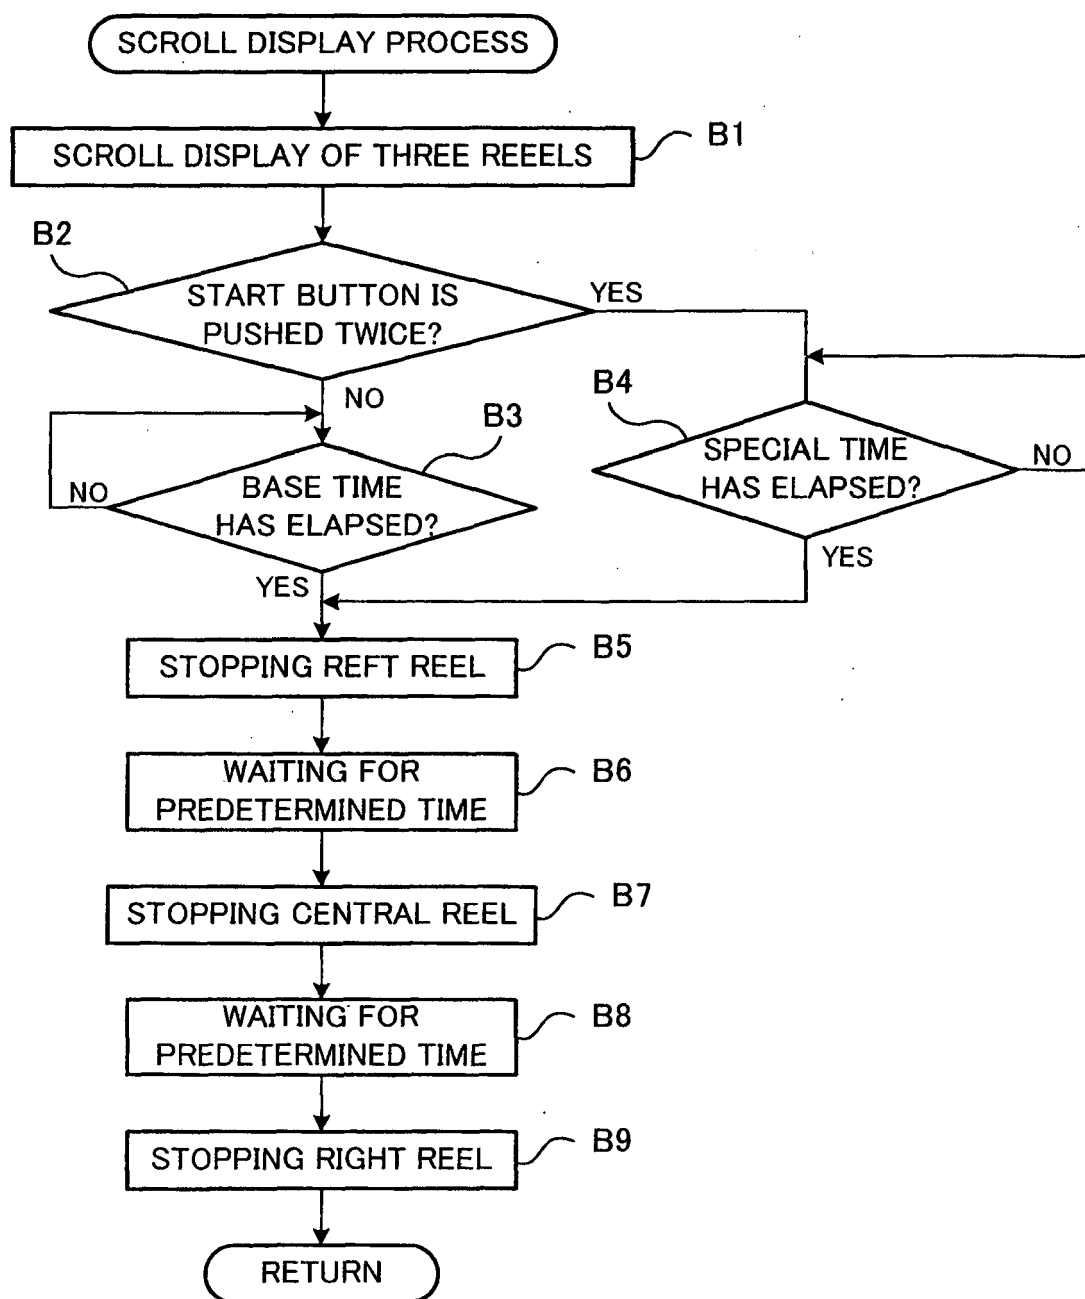 SCROLL DISPLAY PROCESS
SCROLL DISPLAY OF THREE REEELS
B1
B2
START BUTTON IS
PUSHED TWICE?
YES
NO
B4
SPECIAL TIME
HAS ELAPSED?
NO
YES
B3
BASE TIME
HAS ELAPSED?
NO
YES
STOPPING REFT REEL
B5
WAITING FOR
PREDETERMINED TIME
B6
STOPPING CENTRAL REEL
B7
WAITING FOR
PREDETERMINED TIME
B8
STOPPING RIGHT REEL
B9
RETURN